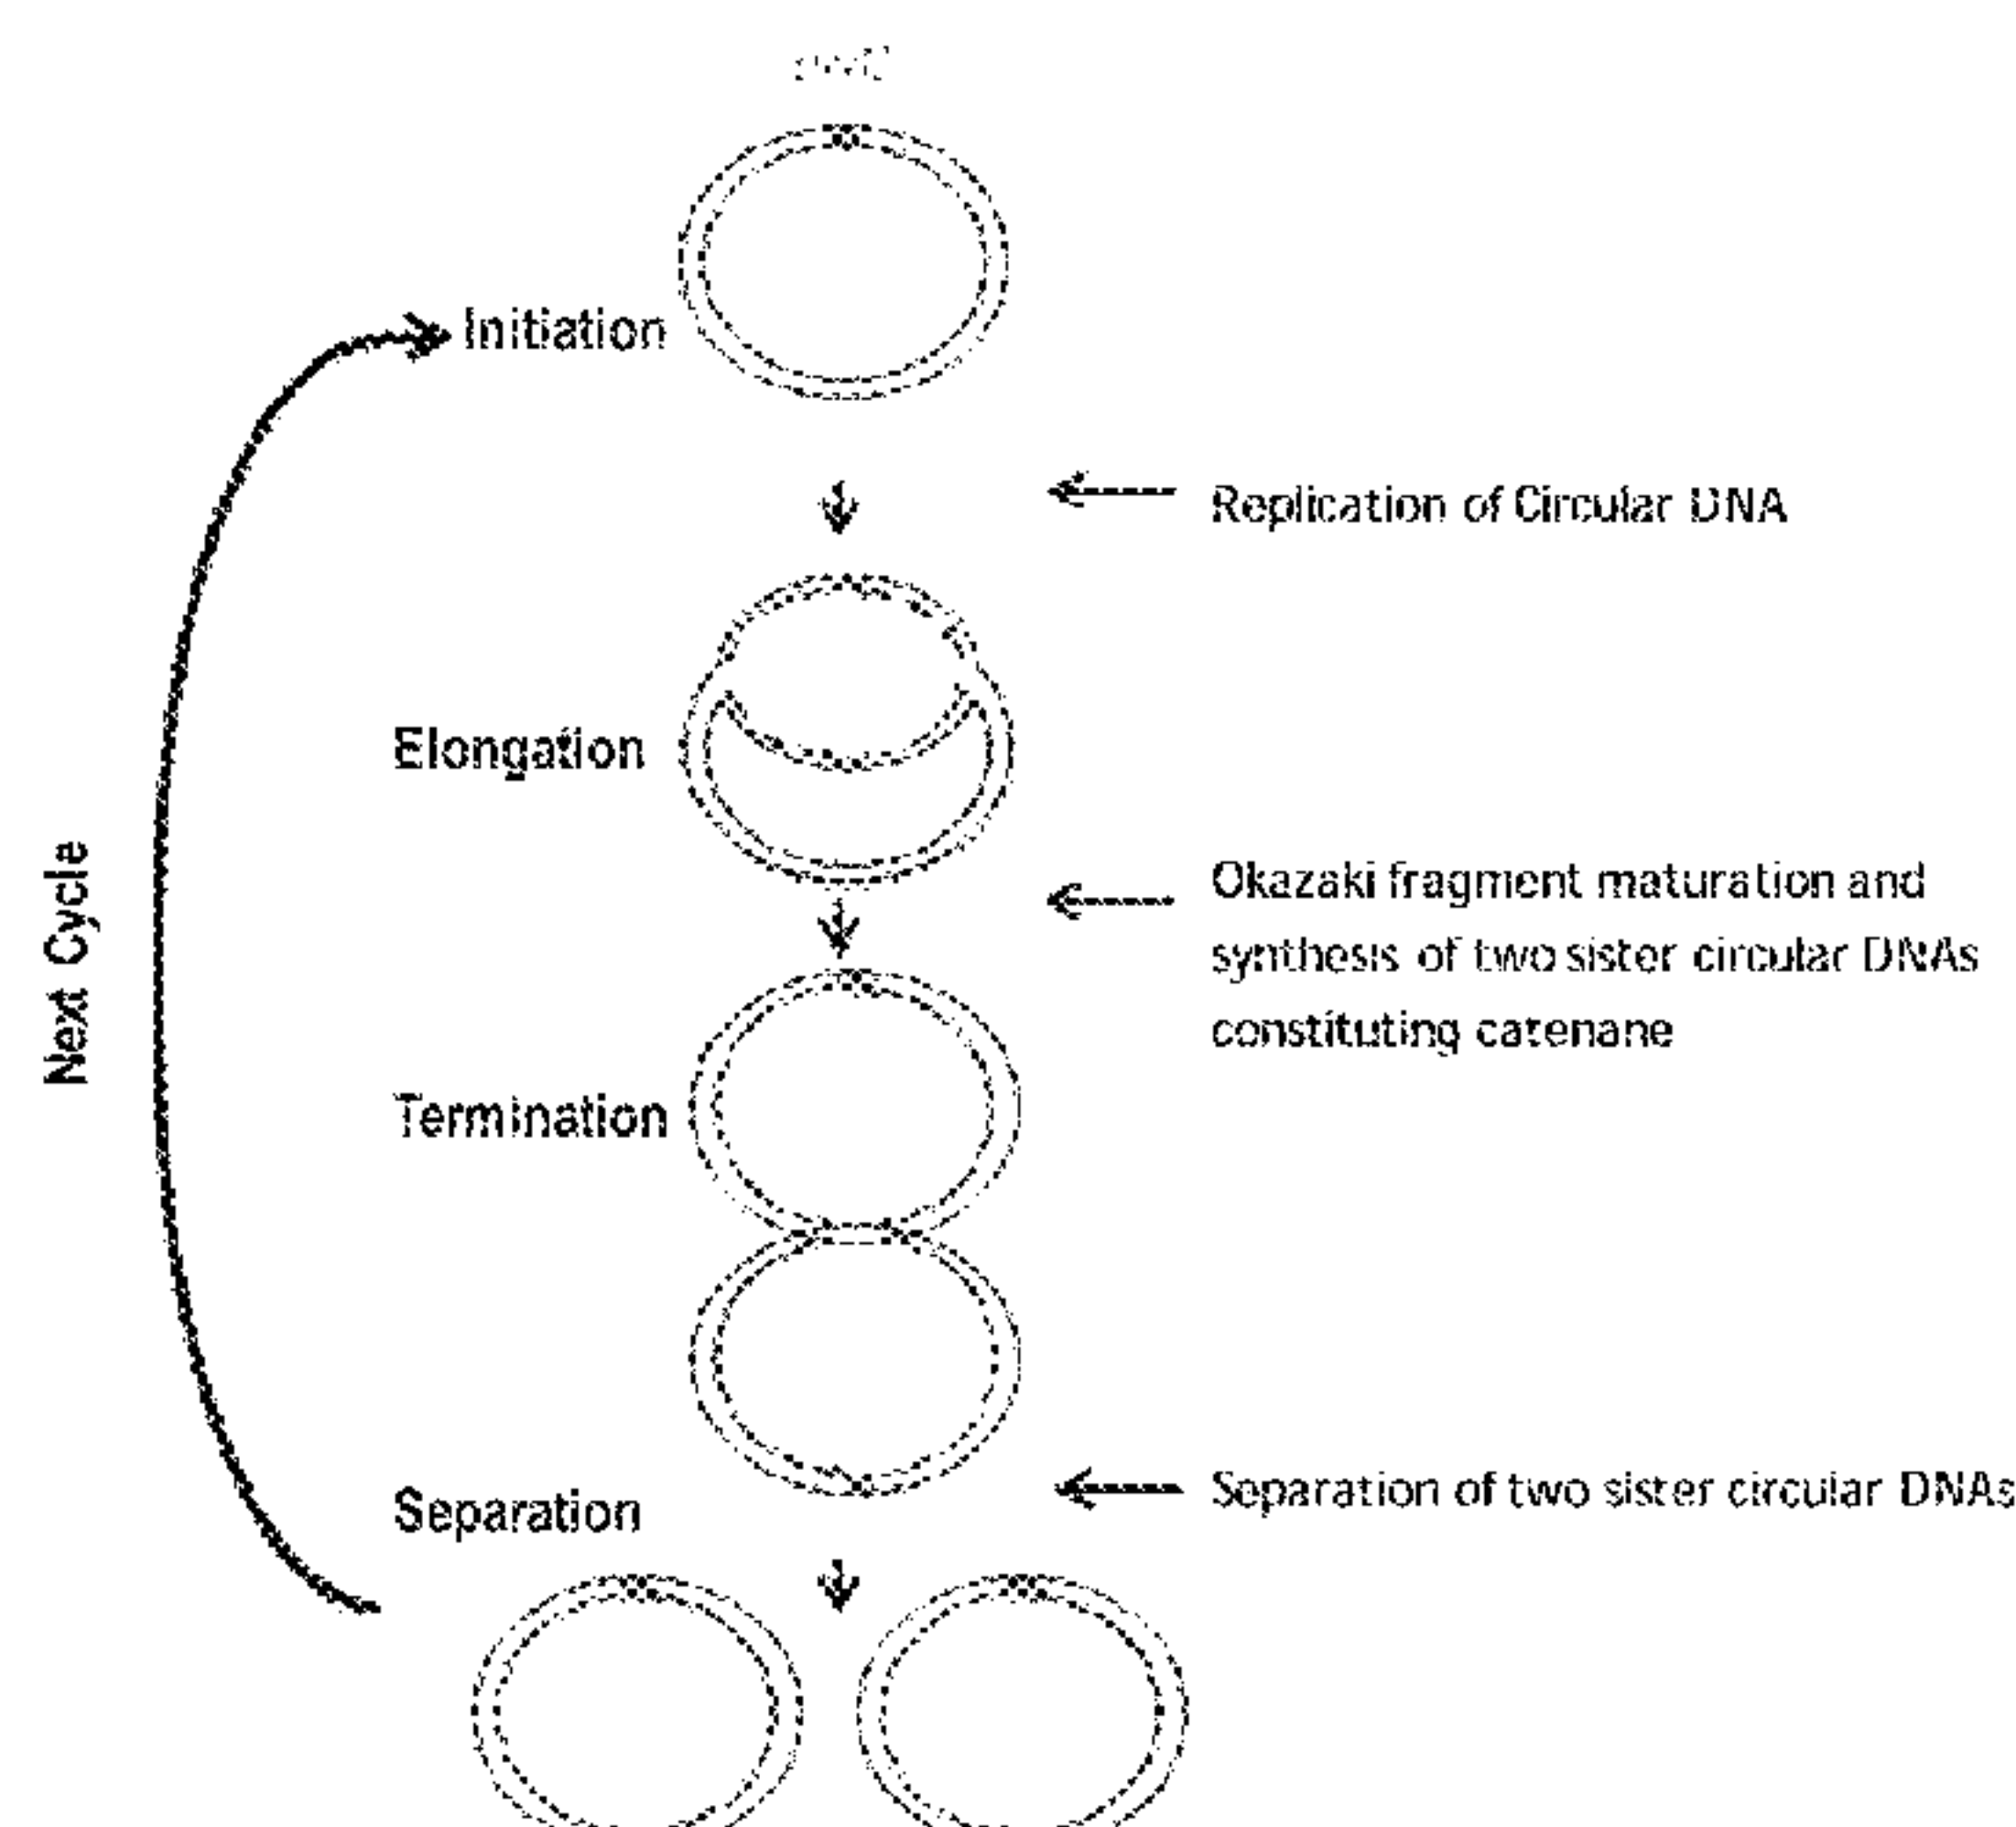 Initiation
Replication of Circular DNA
Elongation
Okazaki fragment maturation and
synthesis of two sister circular DNAs
constituting catenane
Next Cycle
Termination
Separation of two sister circular DNAs
Separation